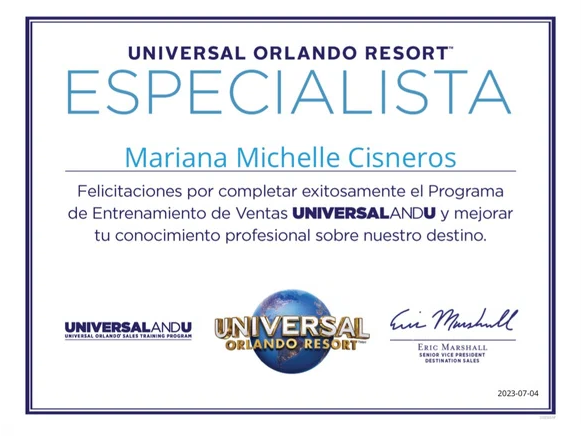 UNIVERSAL ORLANDO RESORT™
ESPECIALISTA
Mariana Michelle Cisneros
Felicitaciones por completar exitosamente el Programa
de Entrenamiento de Ventas UNIVERSALANDU y mejorar
tu conocimiento profesional sobre nuestro destino.
UNIVERSALANDU
UNIVERSAL ORLANDO® SALES TRAINING PROGRAM
UNIVERSAL
ORLANDO RESORT™
Eric Marshall
ERIC MARSHALL
SENIOR VICE PRESIDENT
DESTINATION SALES
2023-07-04